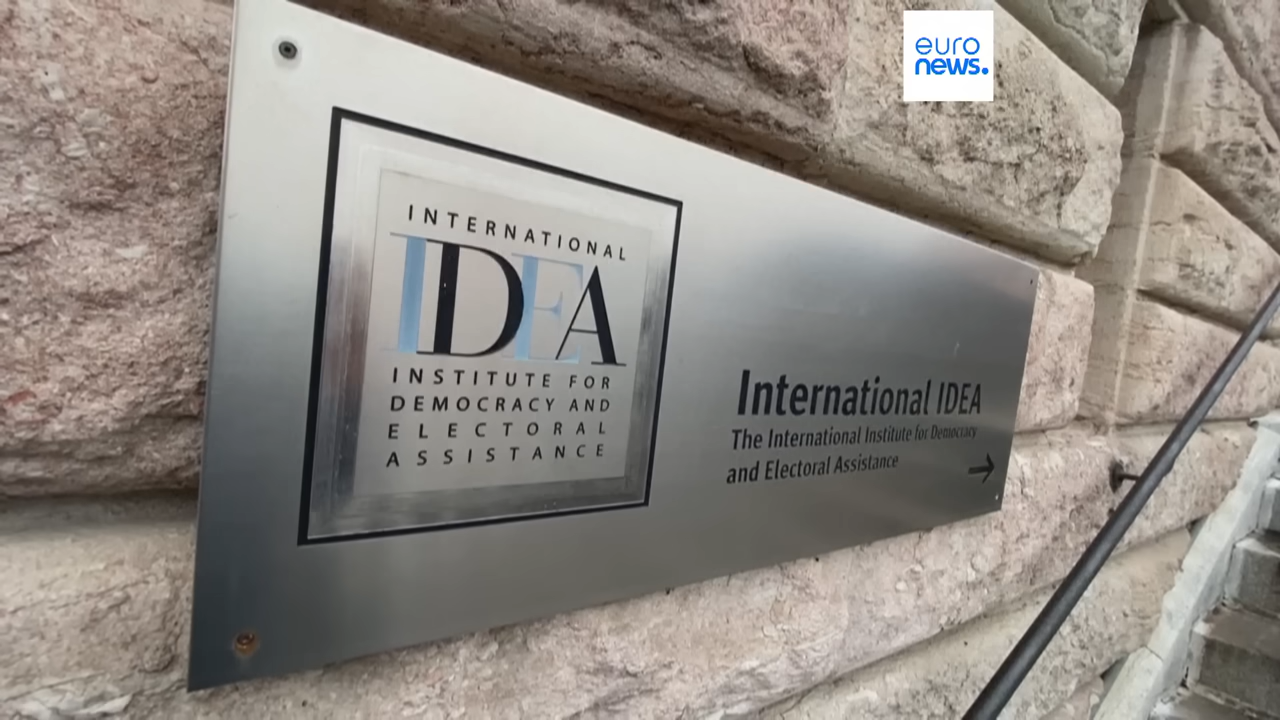 euro
news.
INTERNATIONAL
IDEA
INSTITUTE FOR
DEMOCRACY AND
ELECTORAL
ASSISTANCE
International IDEA
The International Institute for Democracy
and Electoral Assistance